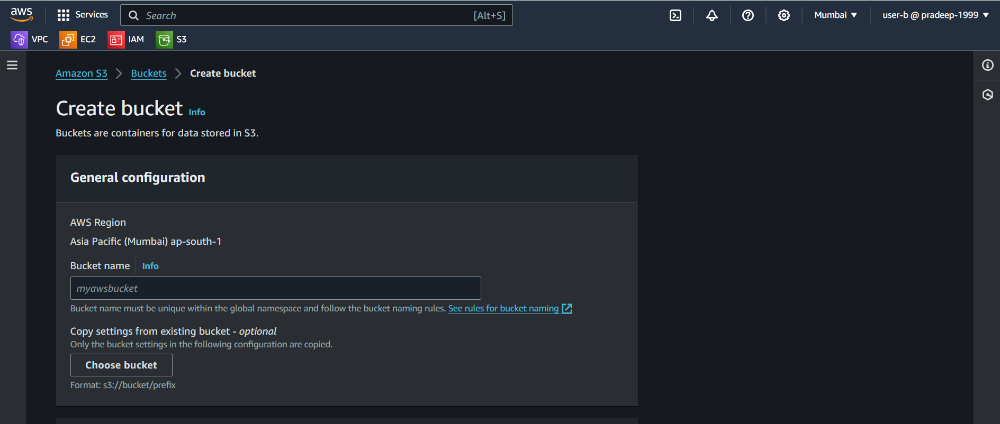 aws Services Search [Alt+S] Mumbai user-b @ pradeep-1999
VPC EC2 IAM S3
Amazon S3 Buckets Create bucket
Create bucket Info
Buckets are containers for data stored in S3.
General configuration
AWS Region
Asia Pacific (Mumbai) ap-south-1
Bucket name Info
myawsbucket
Bucket name must be unique within the global namespace and follow the bucket naming rules. See rules for bucket naming
Copy settings from existing bucket - optional
Only the bucket settings in the following configuration are copied.
Choose bucket
Format: s3://bucket/prefix